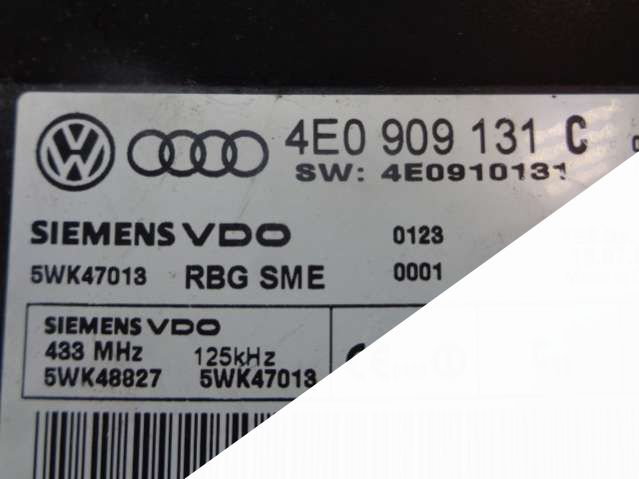 4E0 909 131 C
SW: 4E0910131
SIEMENS VDO 0123
5WK47013 RBG SME 0001
SIEMENS VDO
433 MHz 125kHz
5WK48827 5WK47013